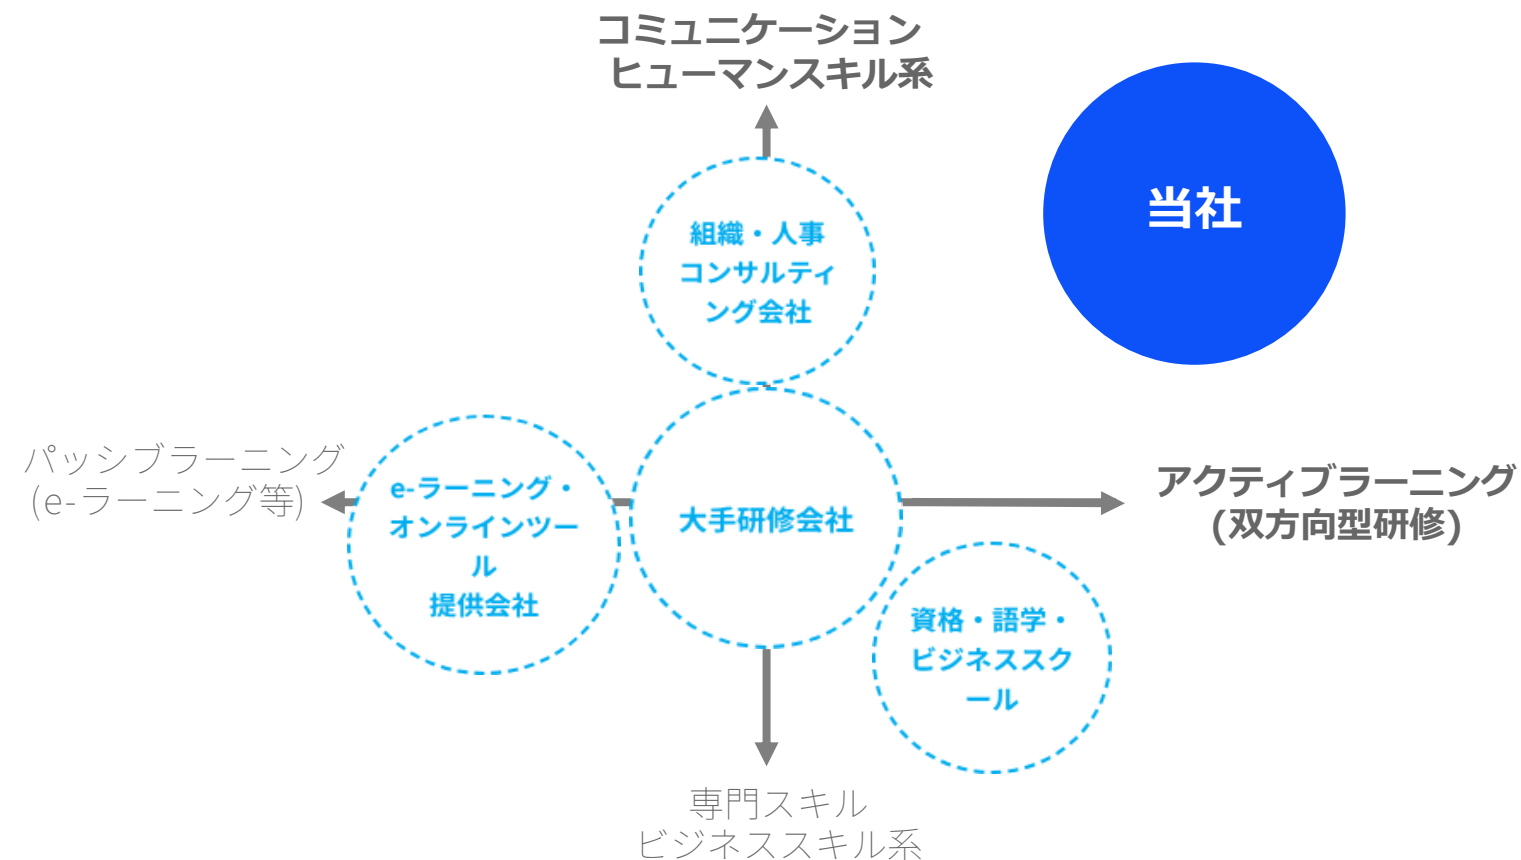 コミュニケーション
ヒューマンスキル系
当社
組織・人事
コンサルティ
ング会社
パッシブラーニング
(e-ラーニング等)
e-ラーニング・
オンラインツー
ル
提供会社
大手研修会社
アクティブラーニング
(双方向型研修)
資格・語学・
ビジネススク
ール
専門スキル
ビジネススキル系